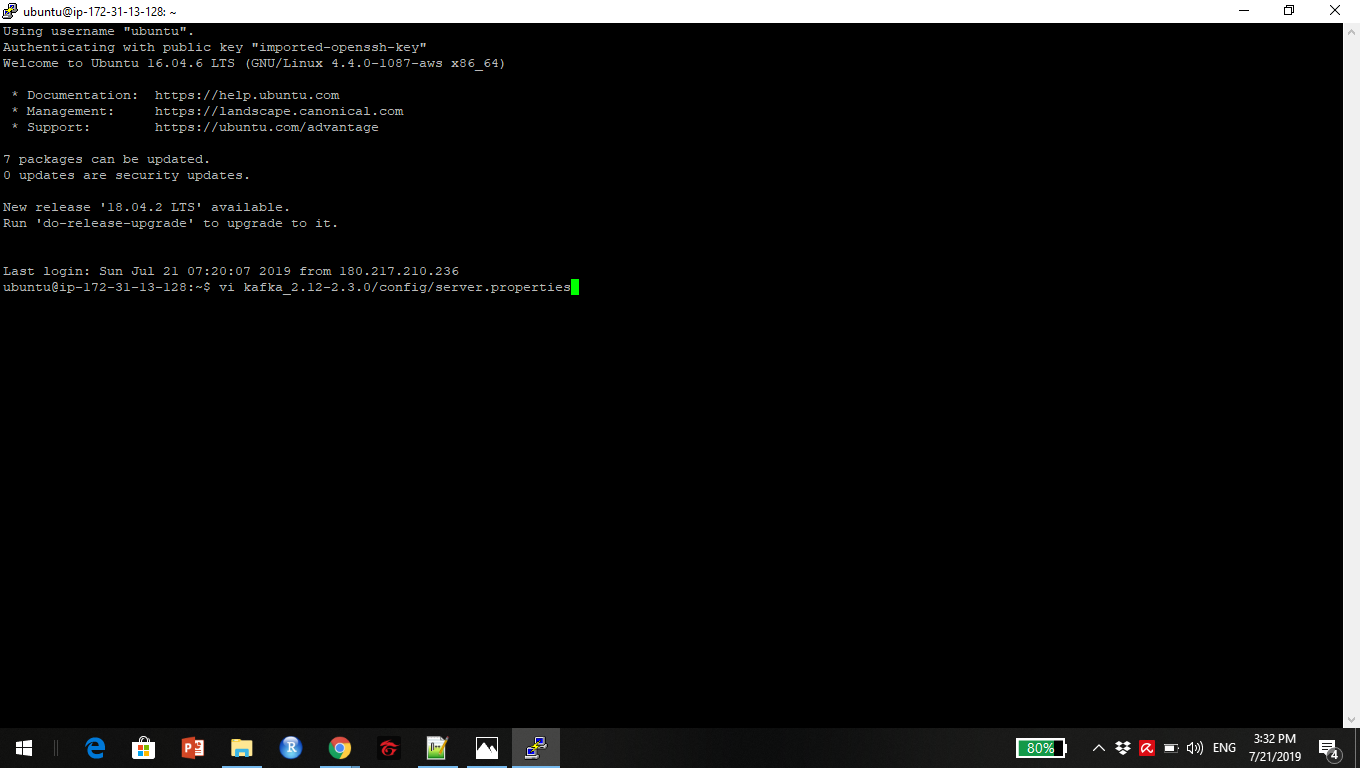 ubuntu@ip-172-31-13-128: ~
Using username "ubuntu".
Authenticating with public key "imported-openssh-key"
Welcome to Ubuntu 16.04.6 LTS (GNU/Linux 4.4.0-1087-aws x86_64)
* Documentation: https://help.ubuntu.com
* Management: https://landscape.canonical.com
* Support: https://ubuntu.com/advantage
7 packages can be updated.
0 updates are security updates.
New release '18.04.2 LTS' available.
Run 'do-release-upgrade' to upgrade to it.
Last login: Sun Jul 21 07:20:07 2019 from 180.217.210.236
ubuntu@ip-172-31-13-128:~$ vi kafka_2.12-2.3.0/config/server.properties
80%
ENG
3:32 PM
7/21/2019
4